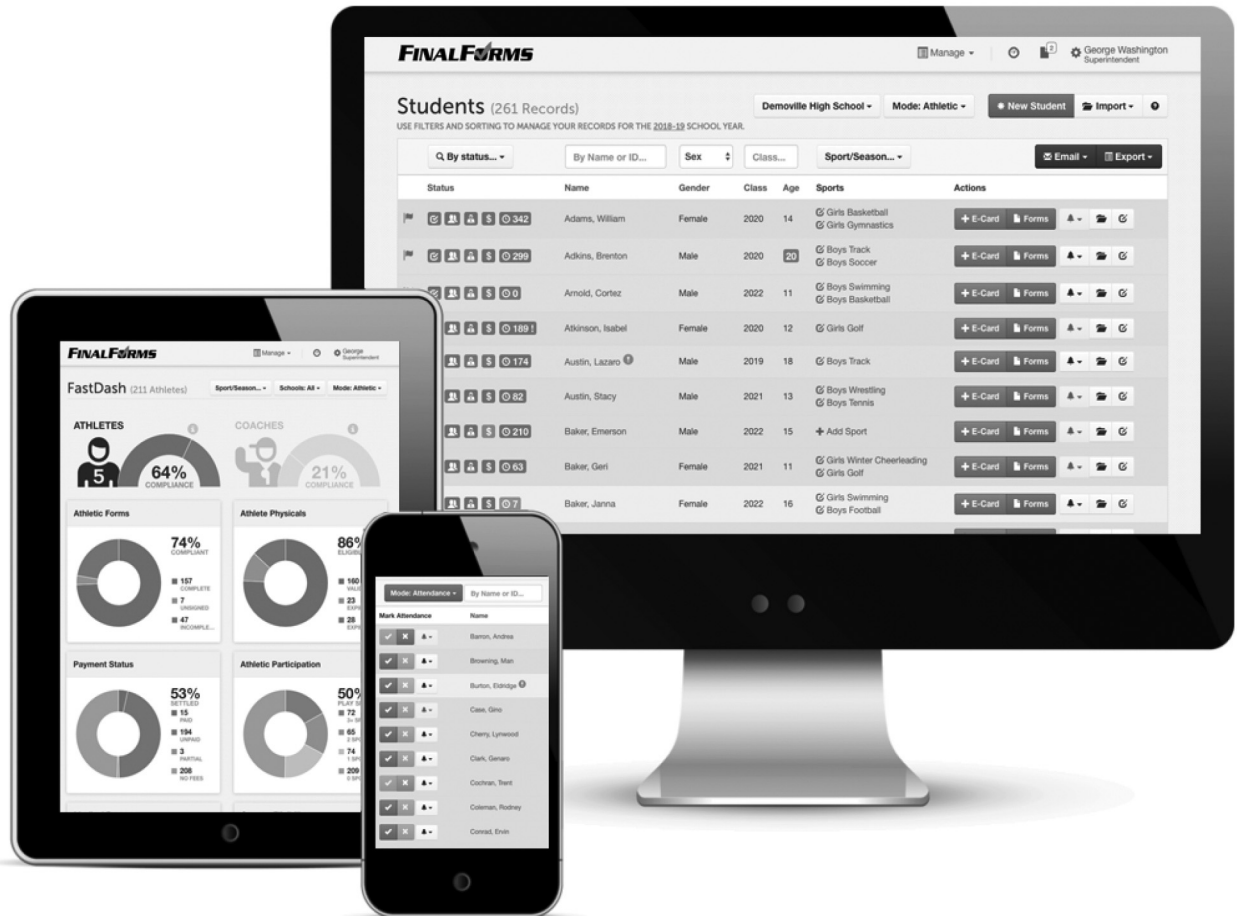 FINALFORMS
Manage
2
George Washington
Superintendent
Students (261 Records)
Demoville High School
Mode: Athletic
New Student
Import
USE FILTERS AND SORTING TO MANAGE YOUR RECORDS FOR THE 2018-19 SCHOOL YEAR.
By status...
By Name or ID...
Sex
Class...
Sport/Season...
Email
Export
Status Name Gender Class Age Sports Actions
$ 342 Adams, William Female 2020 14 Girls Basketball + E-Card Forms
Girls Gymnastics
$ 299 Adkins, Brenton Male 2020 20 Boys Track + E-Card Forms
Boys Soccer
$ 0 Arnold, Cortez Male 2022 11 Boys Swimming + E-Card Forms
Boys Basketball
$ 189 ! Atkinson, Isabel Female 2020 12 Girls Golf + E-Card Forms
$ 174 Austin, Lazaro Male 2019 18 Boys Track + E-Card Forms
$ 82 Austin, Stacy Male 2021 13 Boys Wrestling + E-Card Forms
Boys Tennis
$ 210 Baker, Emerson Male 2022 15 + Add Sport + E-Card Forms
$ 63 Baker, Geri Female 2021 11 Girls Winter Cheerleading + E-Card Forms
Girls Golf
$ 7 Baker, Janna Female 2022 16 Girls Swimming + E-Card Forms
Boys Football
FINALFORMS
Manage
George
Superintendent
FastDash (211 Athletes)
Sport/Season...
Schools: All
Mode: Athletic
ATHLETES
5
64%
COMPLIANCE
COACHES
21%
COMPLIANCE
Athletic Forms
74%
COMPLIANT
157
COMPLETE
7
UNSIGNED
47
INCOMPLE...
Athlete Physicals
86%
160
23
28
Payment Status
53%
SETTLED
15
PAID
194
UNPAID
3
PARTIAL
208
NO FEES
Athletic Participation
50%
72
65
74
209
Mode: Attendance
By Name or ID...
Mark Attendance Name
Barron, Andrea
Browning, Man
Burton, Eldridge
Case, Gino
Cherry, Lynwood
Clark, Genaro
Cochran, Trent
Coleman, Rodney
Conrad, Ervin